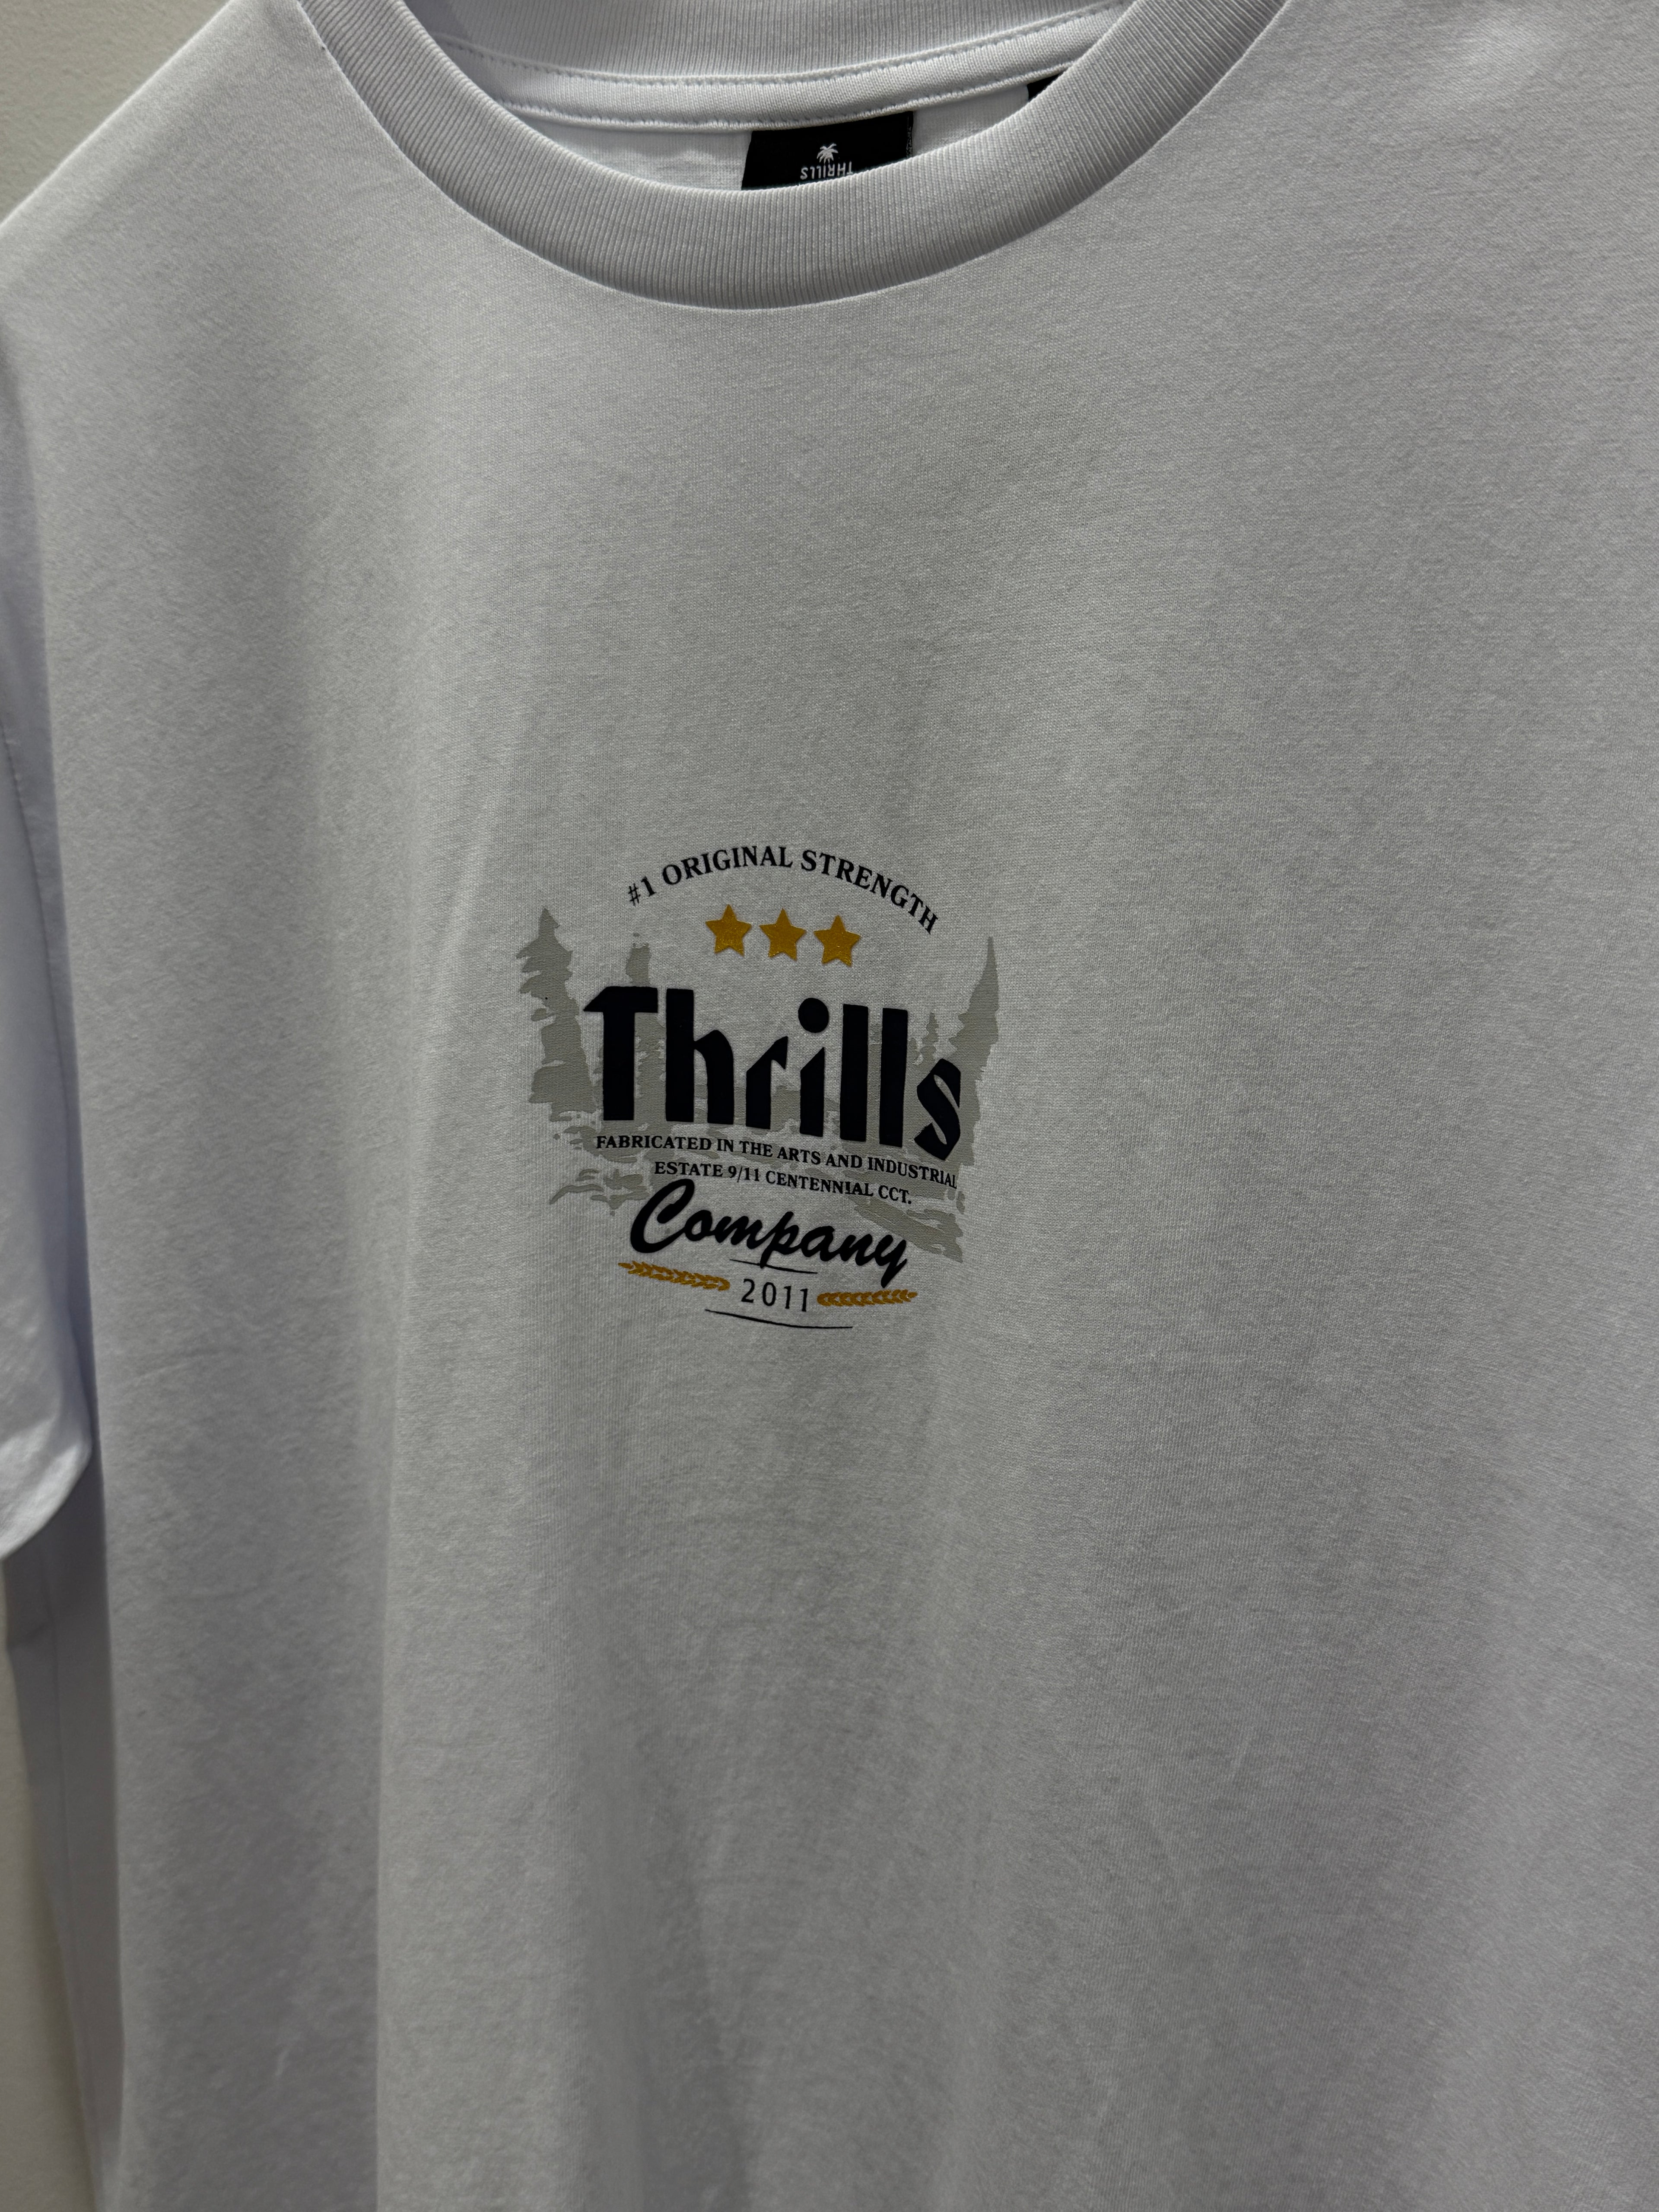 THRILLS
#1 ORIGINAL STRENGTH
Thrills
FABRICATED IN THE ARTS AND INDUSTRIAL
ESTATE 9/11 CENTENNIAL CCT.
Company
2011